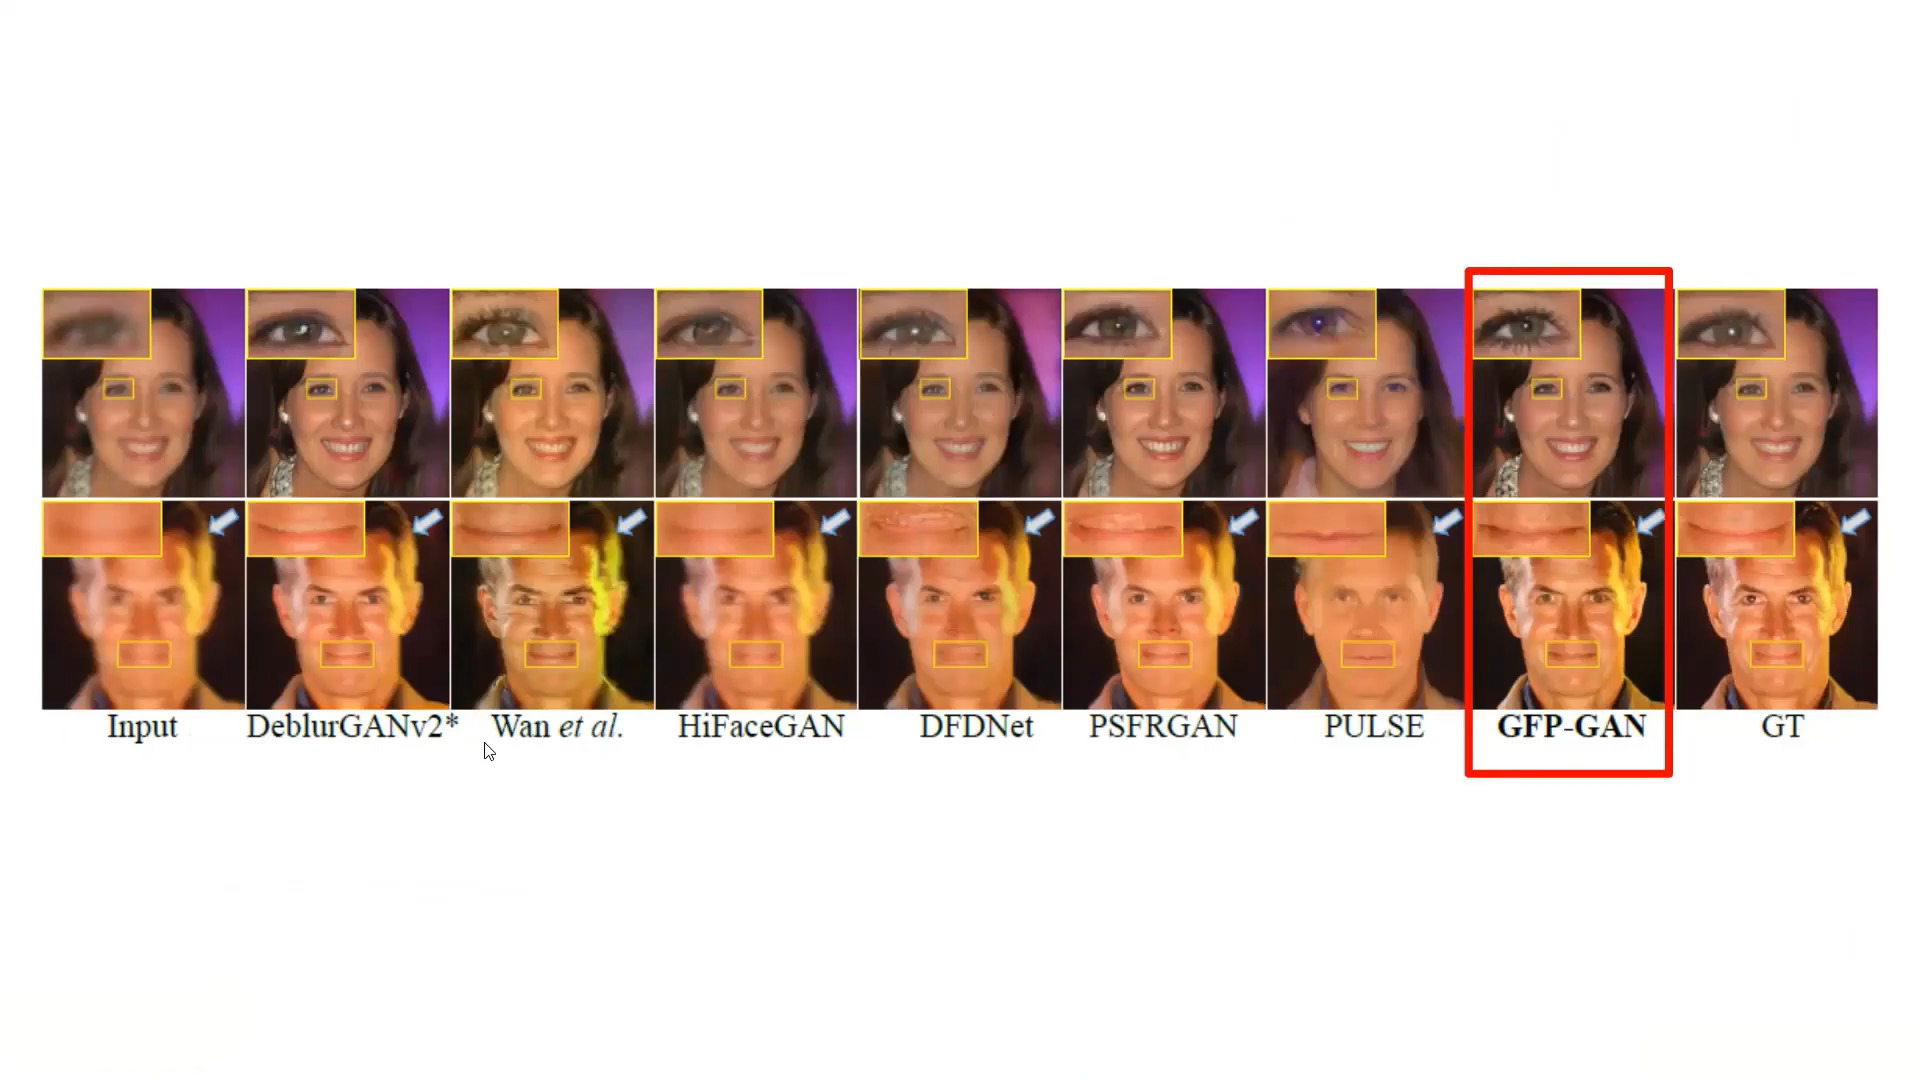 Input DeblurGANv2* Wan et al. HiFaceGAN DFDNet PSFRGAN PULSE GFP-GAN GT